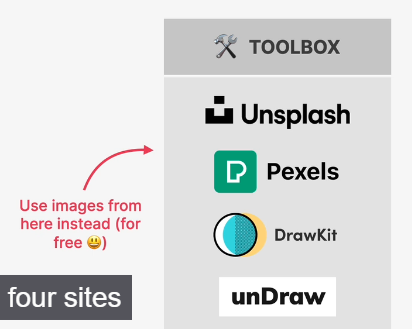 🛠️ TOOLBOX
Unsplash
Pexels
DrawKit
unDraw
Use images from
here instead (for
free 😃)
four sites